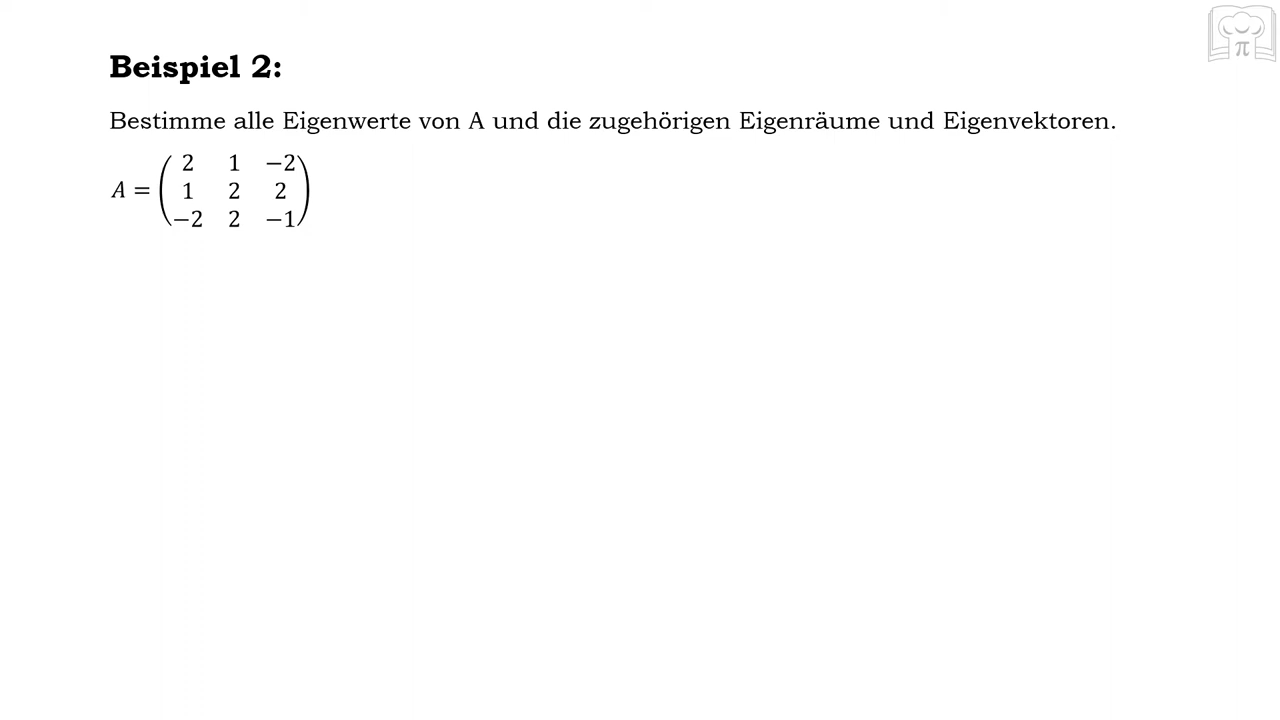 Beispiel 2:
Bestimme alle Eigenwerte von A und die zugehörigen Eigenräume und Eigenvektoren.
2 1 −2
A = 1 2 2
−2 2 −1
π